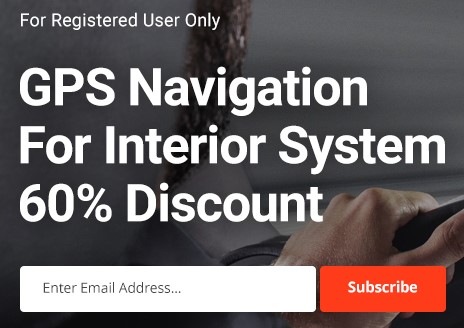 For Registered User Only
GPS Navigation
For Interior System
60% Discount
Enter Email Address...
Subscribe